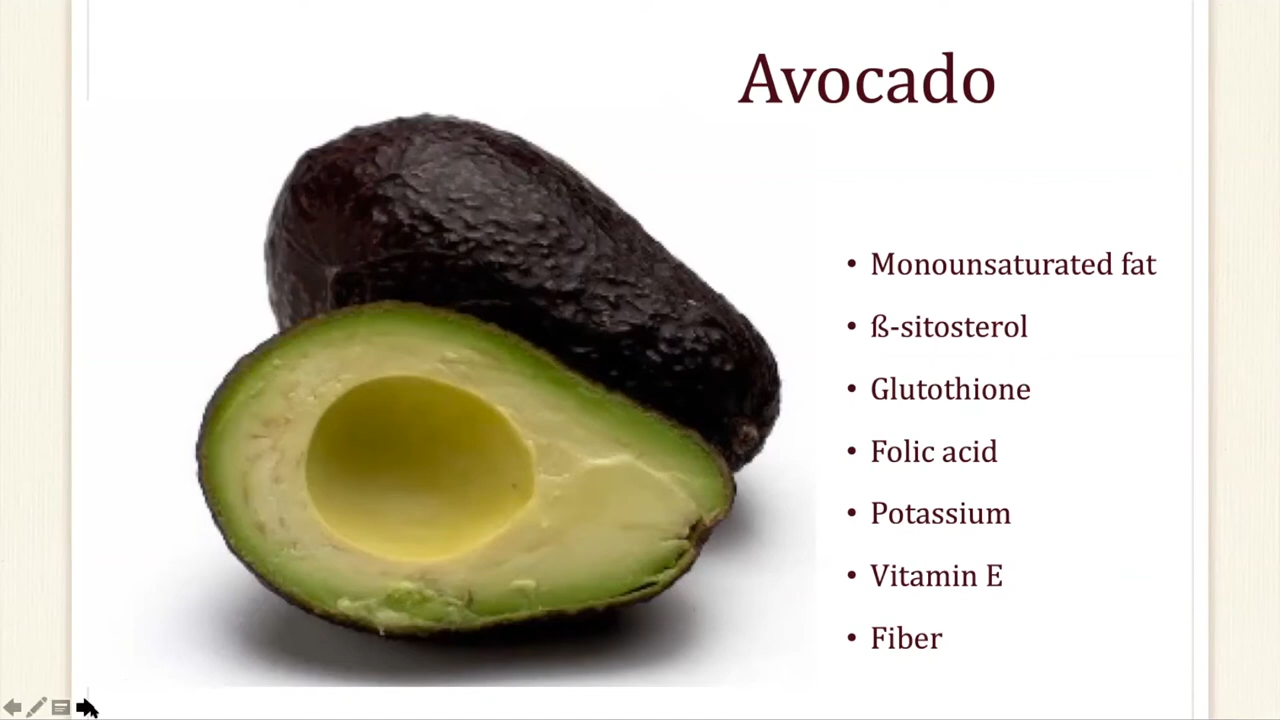 Avocado
• Monounsaturated fat
• ß-sitosterol
• Glutothione
• Folic acid
• Potassium
• Vitamin E
• Fiber